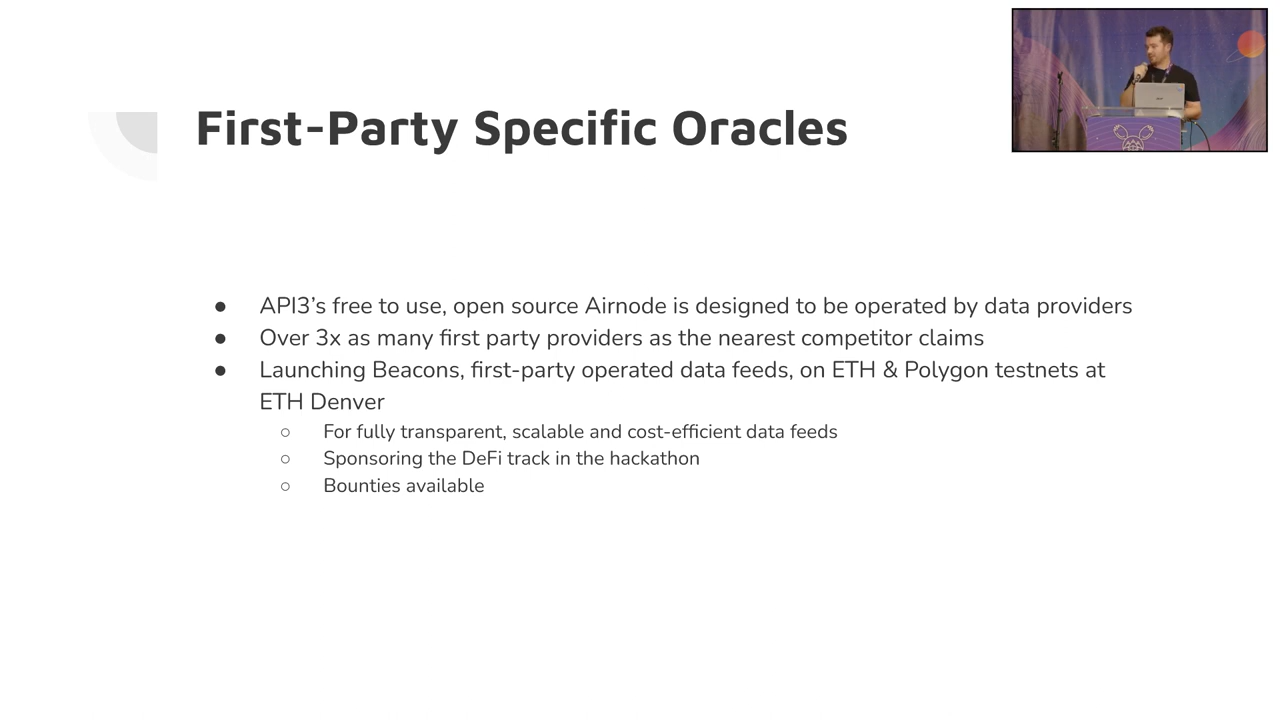 First-Party Specific Oracles
● API3’s free to use, open source Airnode is designed to be operated by data providers
● Over 3x as many first party providers as the nearest competitor claims
● Launching Beacons, first-party operated data feeds, on ETH & Polygon testnets at
ETH Denver
○ For fully transparent, scalable and cost-efficient data feeds
○ Sponsoring the DeFi track in the hackathon
○ Bounties available